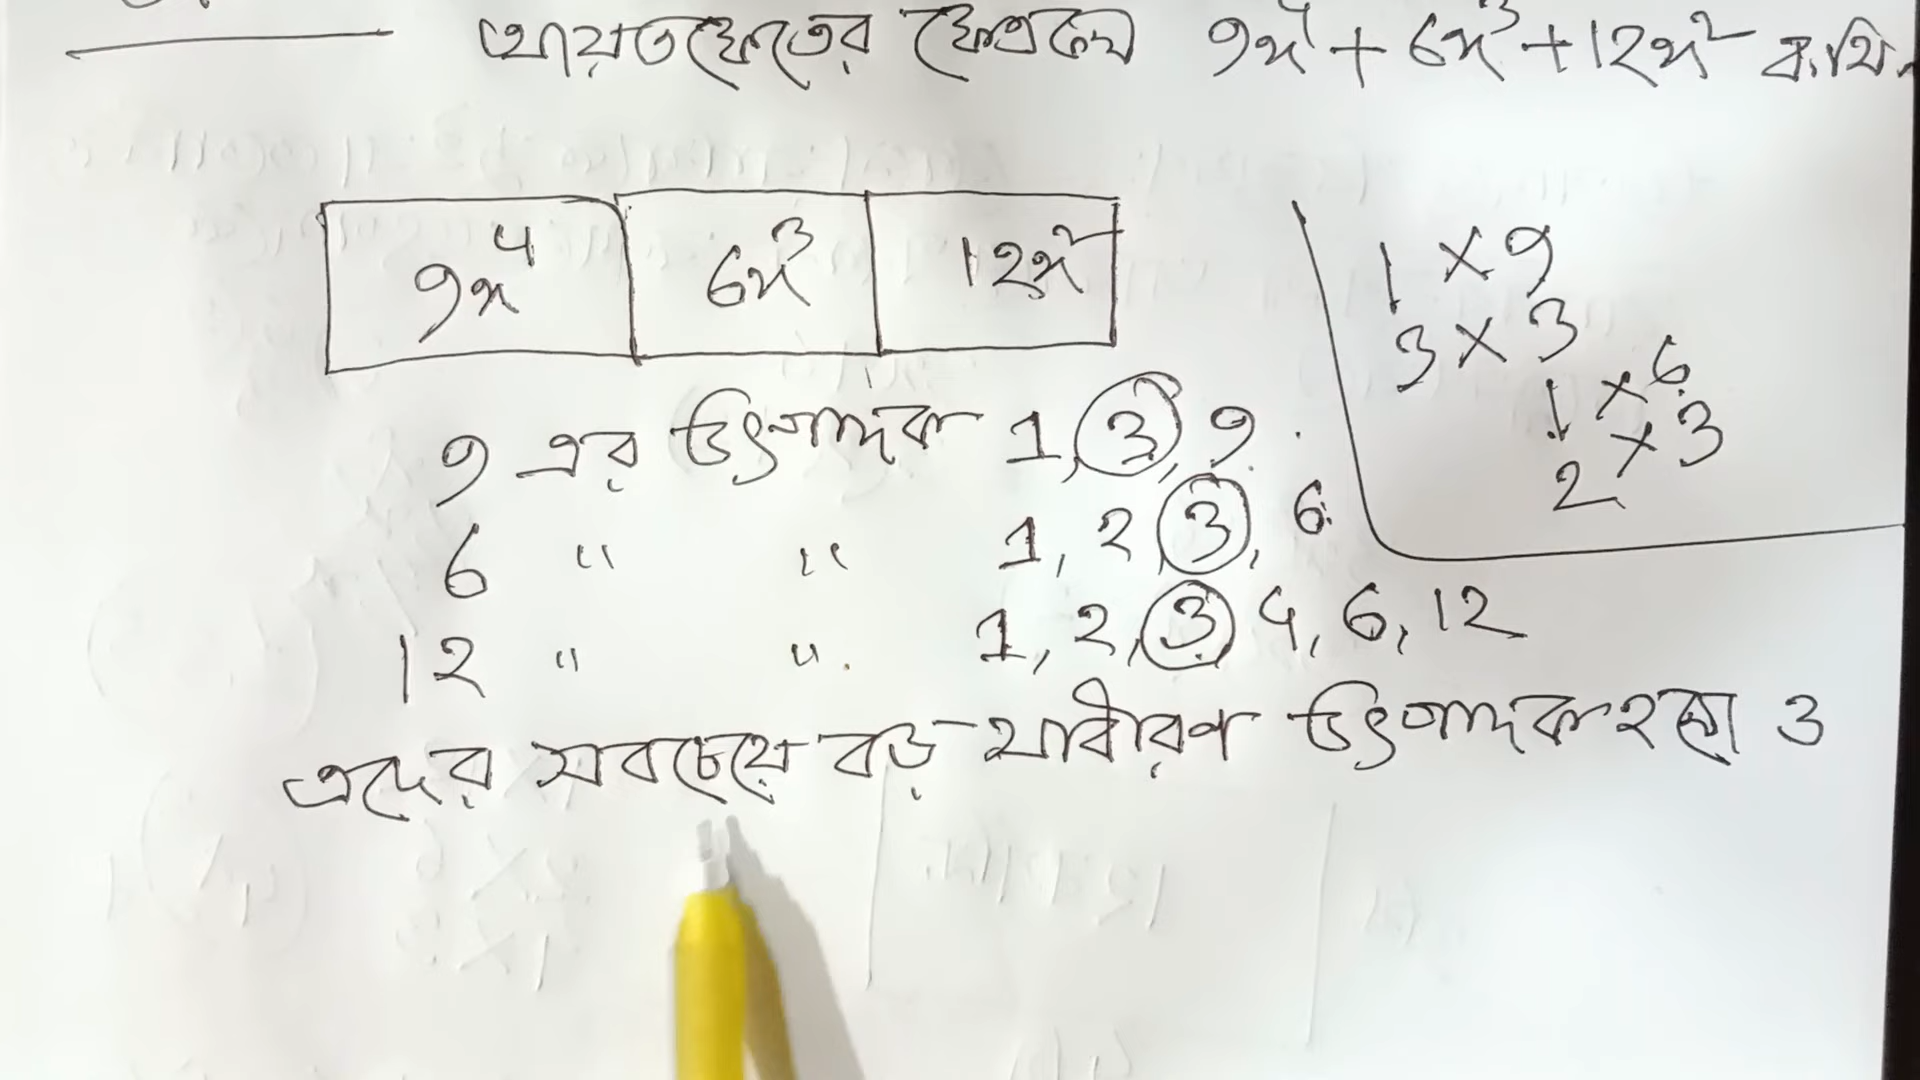 আয়তক্ষেত্রের ক্ষেত্রফল 9x⁴ + 6x³ + 12x² ব.মি.
9x⁴ 6x³ 12x²
1 × 9
3 × 3
1 × 6
2 × 3
9 এর উৎপাদক 1, 3, 9.
6 " " 1, 2, 3, 6.
12 " ". 1, 2, 3, 4, 6, 12
এদের সবচেয়ে বড় সাধারণ উৎপাদক হলো 3